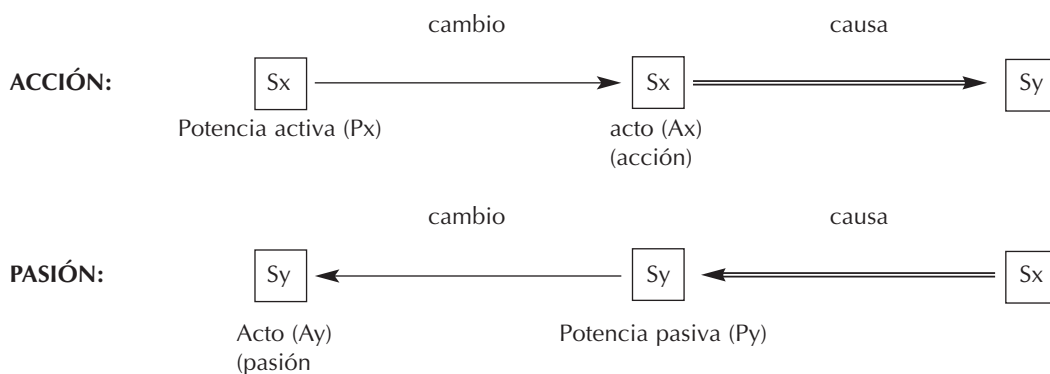 cambio causa
ACCIÓN: Sx Sx Sy
Potencia activa (Px) acto (Ax)
(acción)
cambio causa
PASIÓN: Sy Sy Sx
Acto (Ay) Potencia pasiva (Py)
(pasión